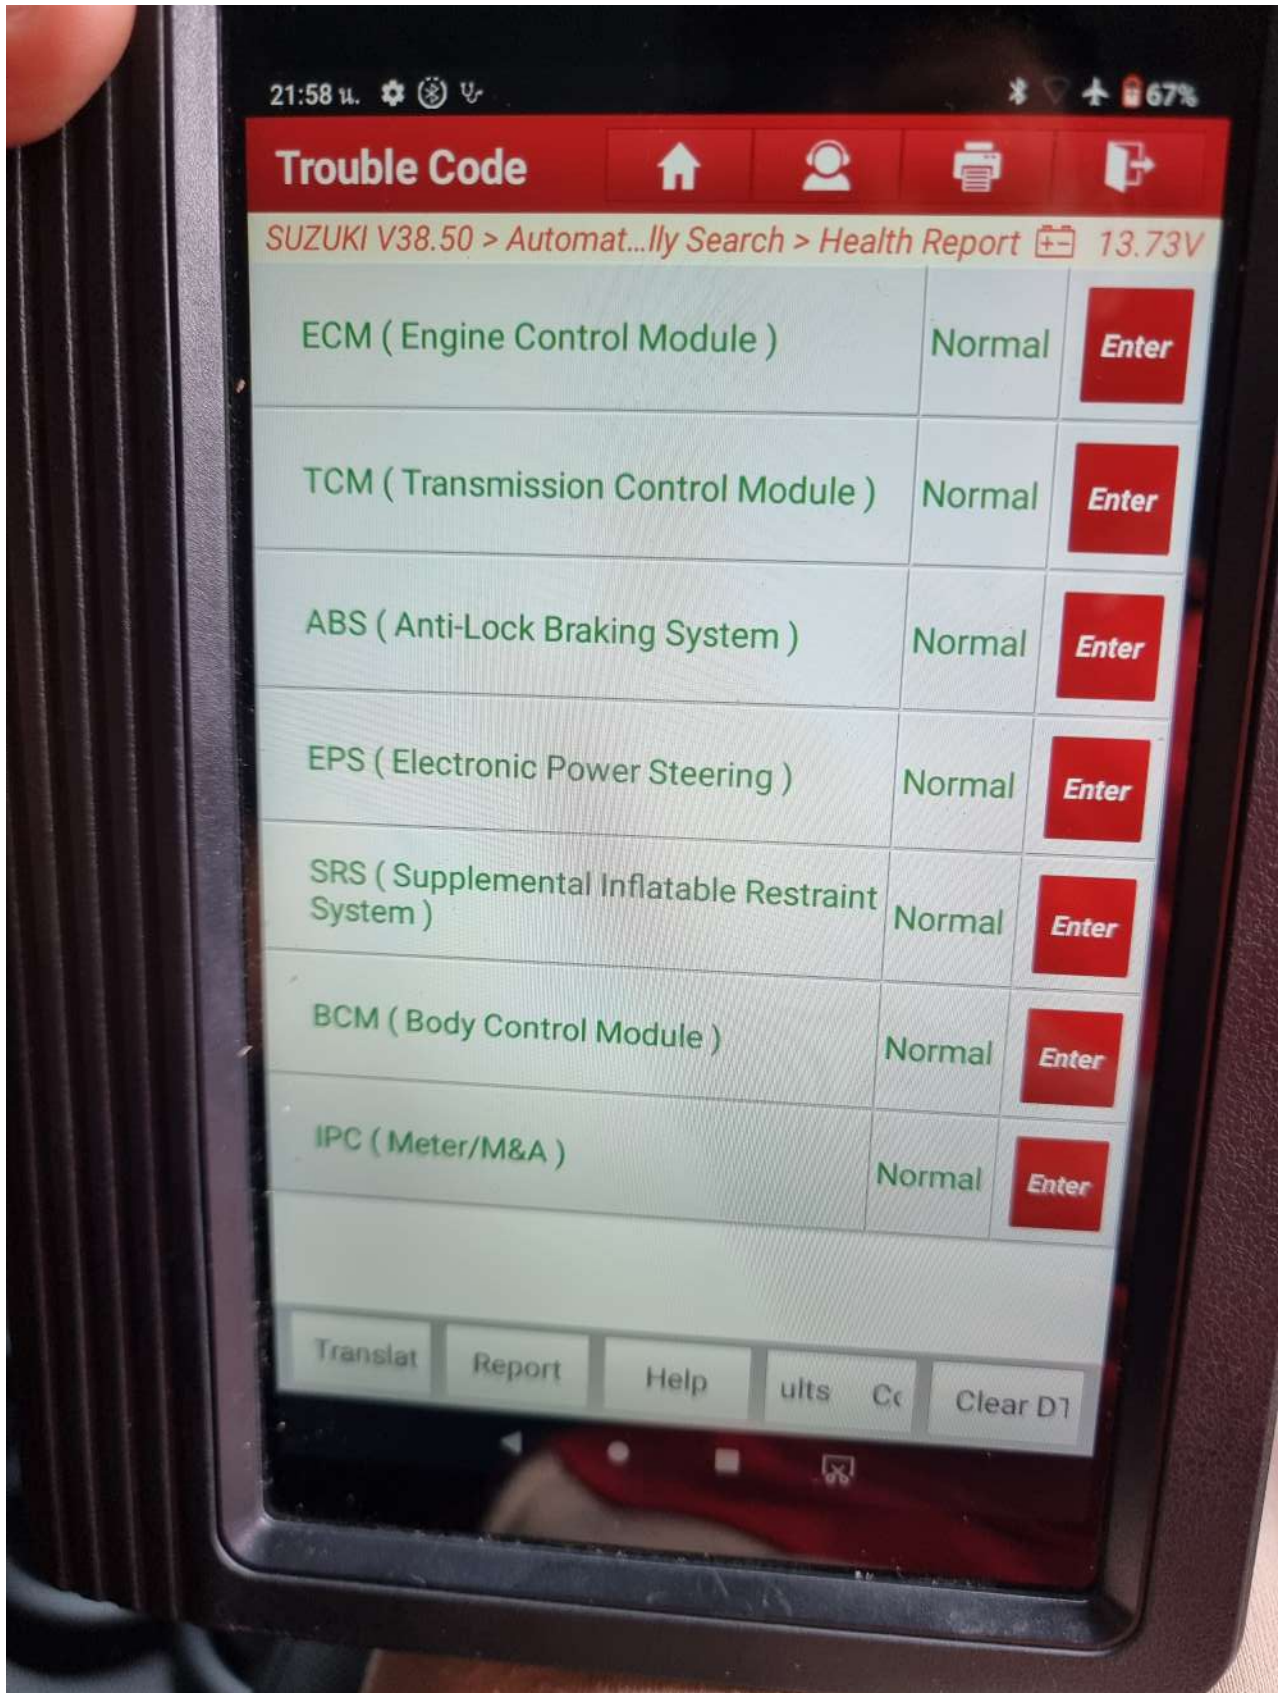 21:58 น. 67%
Trouble Code
SUZUKI V38.50 > Automat...lly Search > Health Report 13.73V
ECM ( Engine Control Module ) Normal Enter
TCM ( Transmission Control Module ) Normal Enter
ABS ( Anti-Lock Braking System ) Normal Enter
EPS ( Electronic Power Steering ) Normal Enter
SRS ( Supplemental Inflatable Restraint
System ) Normal Enter
BCM ( Body Control Module ) Normal Enter
IPC ( Meter/M&A ) Normal Enter
Translat Report Help ults Co Clear DT